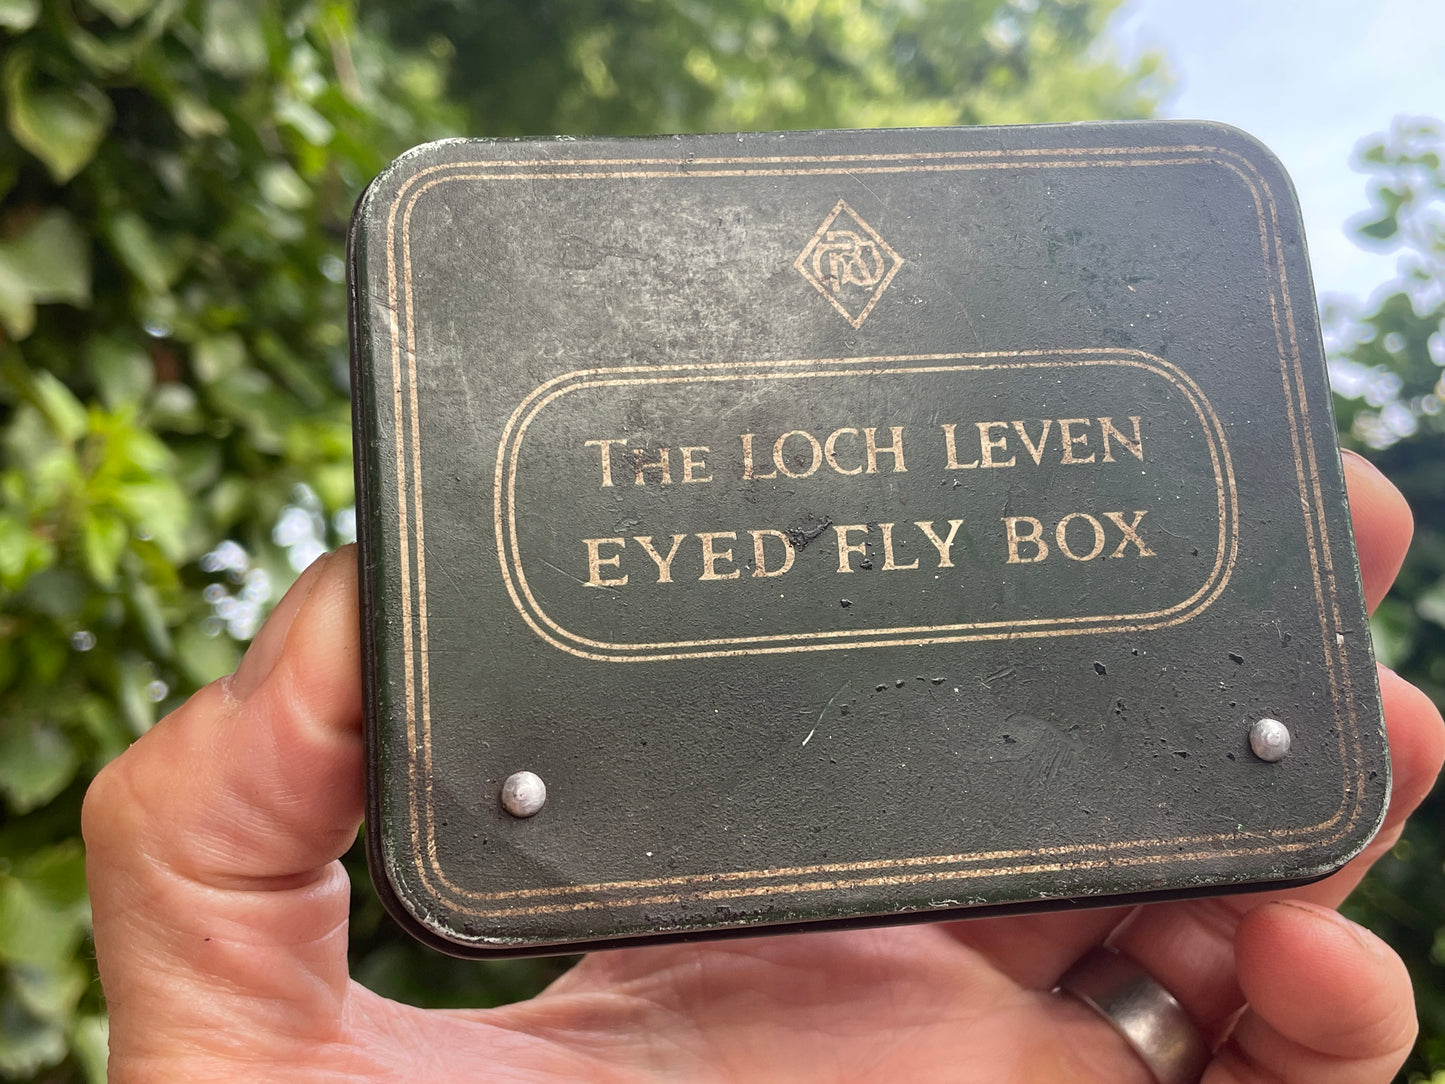 The LOCH LEVEN
EYED FLY BOX